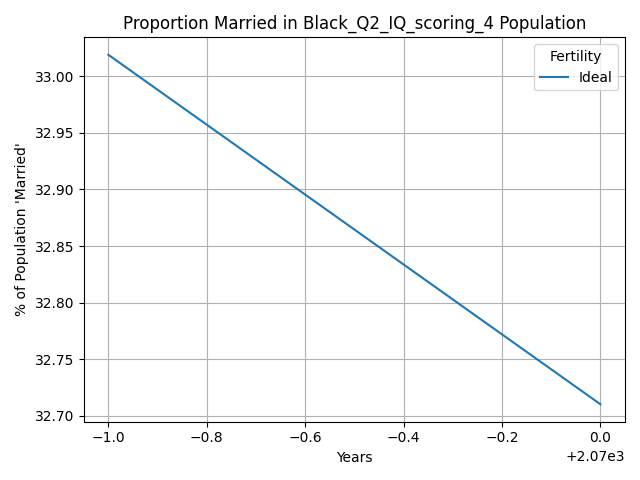 Proportion Married in Black_Q2_IQ_scoring_4 Population
Fertility
Ideal
% of Population 'Married'
33.00
32.95
32.90
32.85
32.80
32.75
32.70
−1.0 −0.8 −0.6 −0.4 −0.2 0.0
+2.07e3
Years